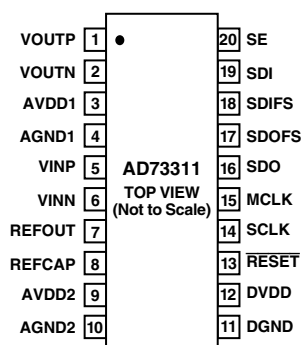 VOUTP 1 20 SE
VOUTN 2 19 SDI
AVDD1 3 18 SDIFS
AGND1 4 17 SDOFS
VINP 5 AD73311 16 SDO
VINN 6 TOP VIEW 15 MCLK
(Not to Scale)
REFOUT 7 14 SCLK
REFCAP 8 13 RESET
AVDD2 9 12 DVDD
AGND2 10 11 DGND